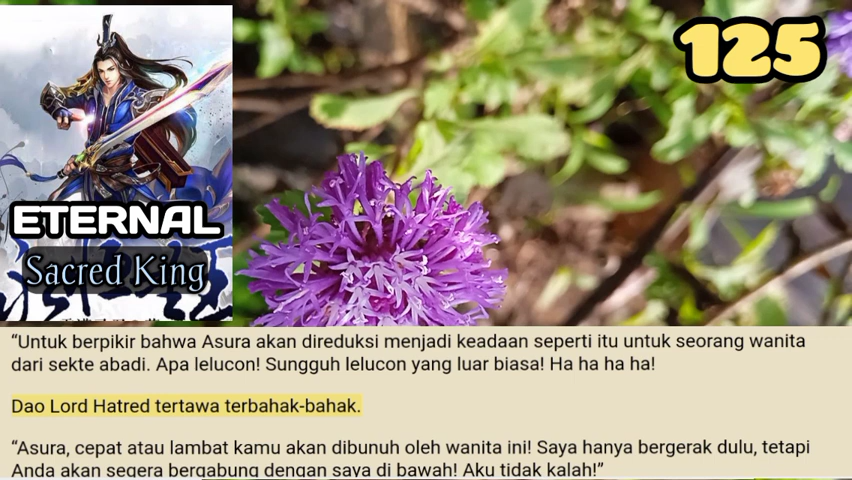 125
ETERNAL
Sacred King
“Untuk berpikir bahwa Asura akan direduksi menjadi keadaan seperti itu untuk seorang wanita
dari sekte abadi. Apa lelucon! Sungguh lelucon yang luar biasa! Ha ha ha ha!
Dao Lord Hatred tertawa terbahak-bahak.
“Asura, cepat atau lambat kamu akan dibunuh oleh wanita ini! Saya hanya bergerak dulu, tetapi
Anda akan segera bergabung dengan saya di bawah! Aku tidak kalah!”